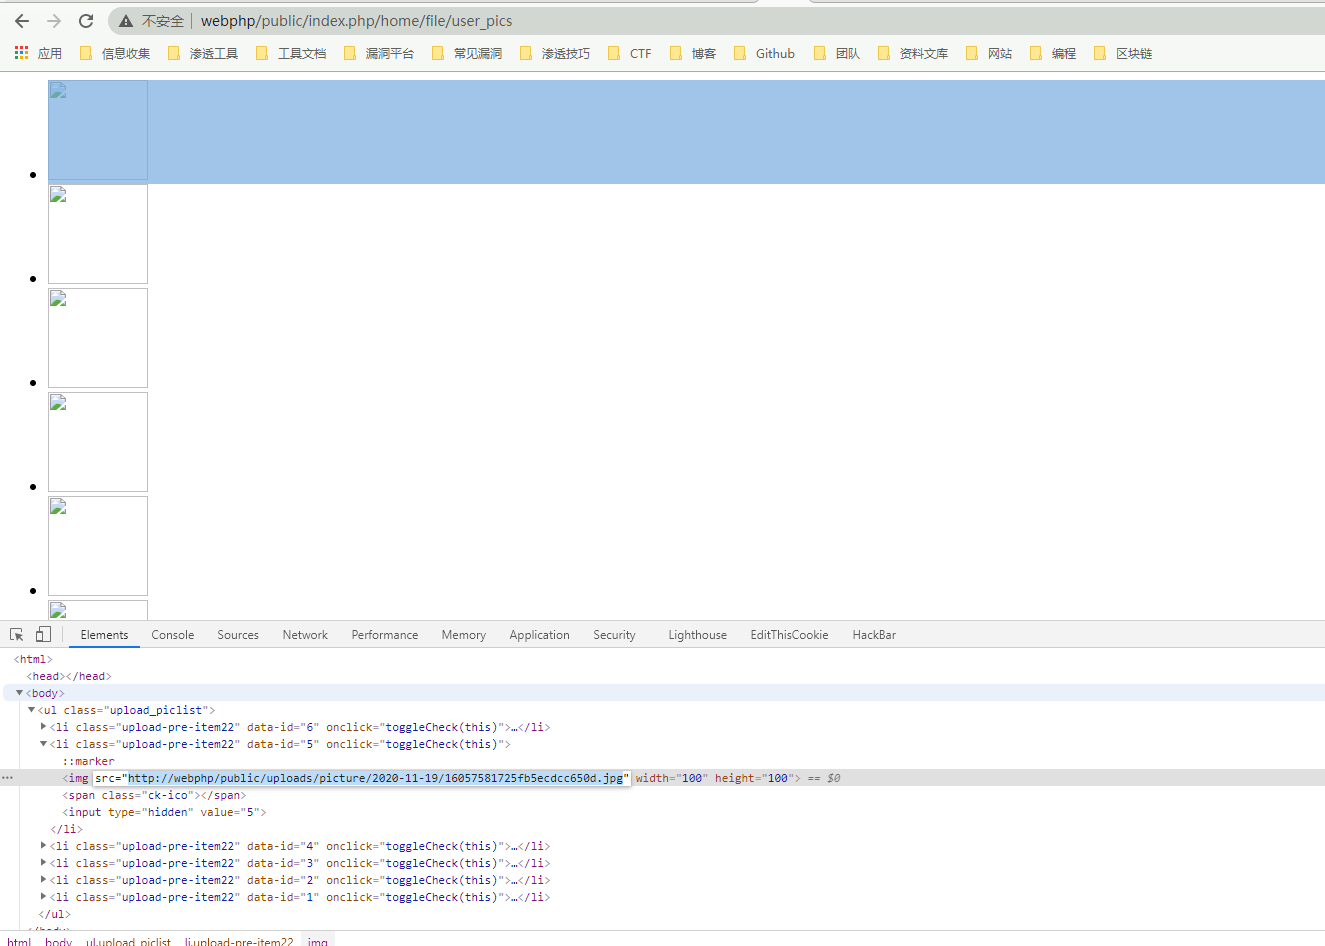 不安全 webphp/public/index.php/home/file/user_pics
应用 信息收集 渗透工具 工具文档 漏洞平台 常见漏洞 渗透技巧 CTF 博客 Github 团队 资料文库 网站 编程 区块链
Elements Console Sources Network Performance Memory Application Security Lighthouse EditThisCookie HackBar
<html>
<head></head>
<body>
<ul class="upload_piclist">
<li class="upload-pre-item22" data-id="6" onclick="toggleCheck(this)">…</li>
<li class="upload-pre-item22" data-id="5" onclick="toggleCheck(this)">
::marker
<img src="http://webphp/public/uploads/picture/2020-11-19/16057581725fb5ecdcc650d.jpg" width="100" height="100"> == $0
<span class="ck-ico"></span>
<input type="hidden" value="5">
</li>
<li class="upload-pre-item22" data-id="4" onclick="toggleCheck(this)">…</li>
<li class="upload-pre-item22" data-id="3" onclick="toggleCheck(this)">…</li>
<li class="upload-pre-item22" data-id="2" onclick="toggleCheck(this)">…</li>
<li class="upload-pre-item22" data-id="1" onclick="toggleCheck(this)">…</li>
</ul>
</body>
html body ul.upload_piclist li.upload-pre-item22 img